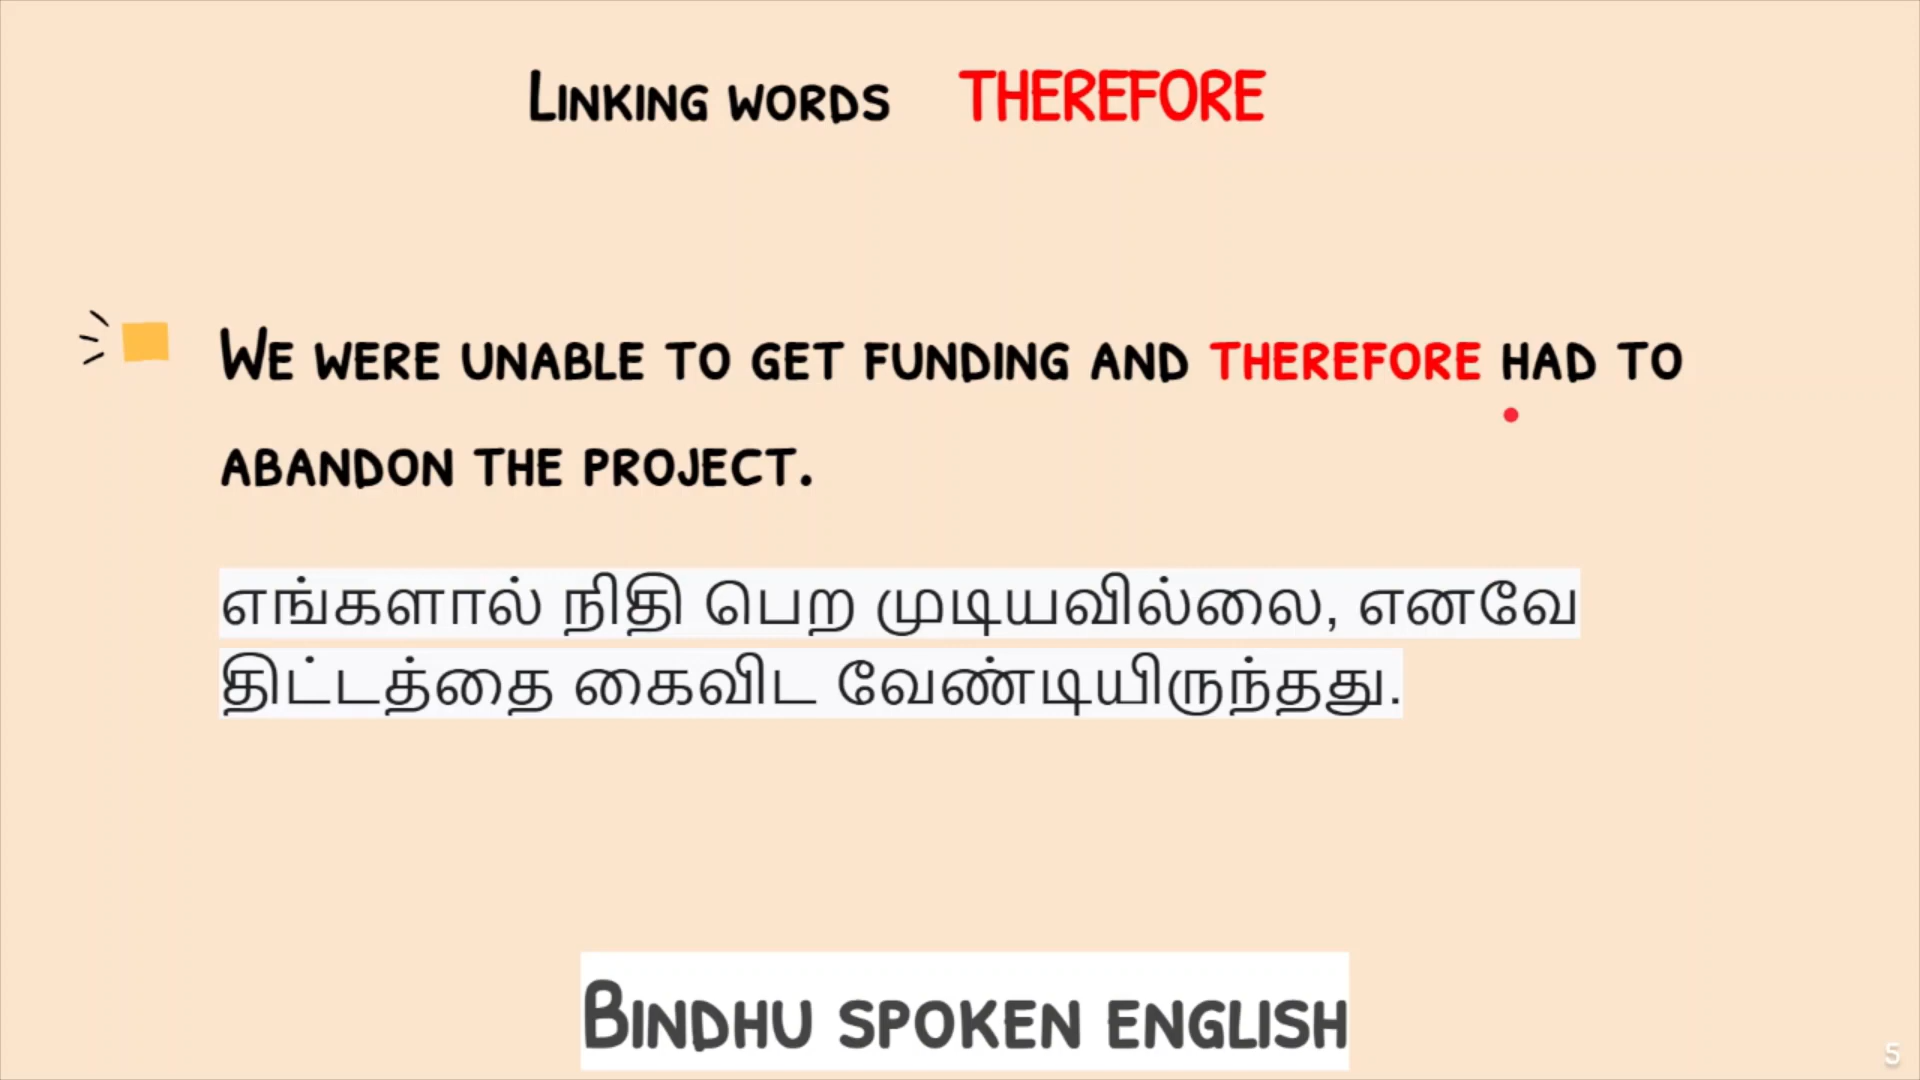 Linking words THEREFORE
We were unable to get funding and therefore had to
abandon the project.
எங்களால் நிதி பெற முடியவில்லை, எனவே
திட்டத்தை கைவிட வேண்டியிருந்தது.
Bindhu spoken english
5